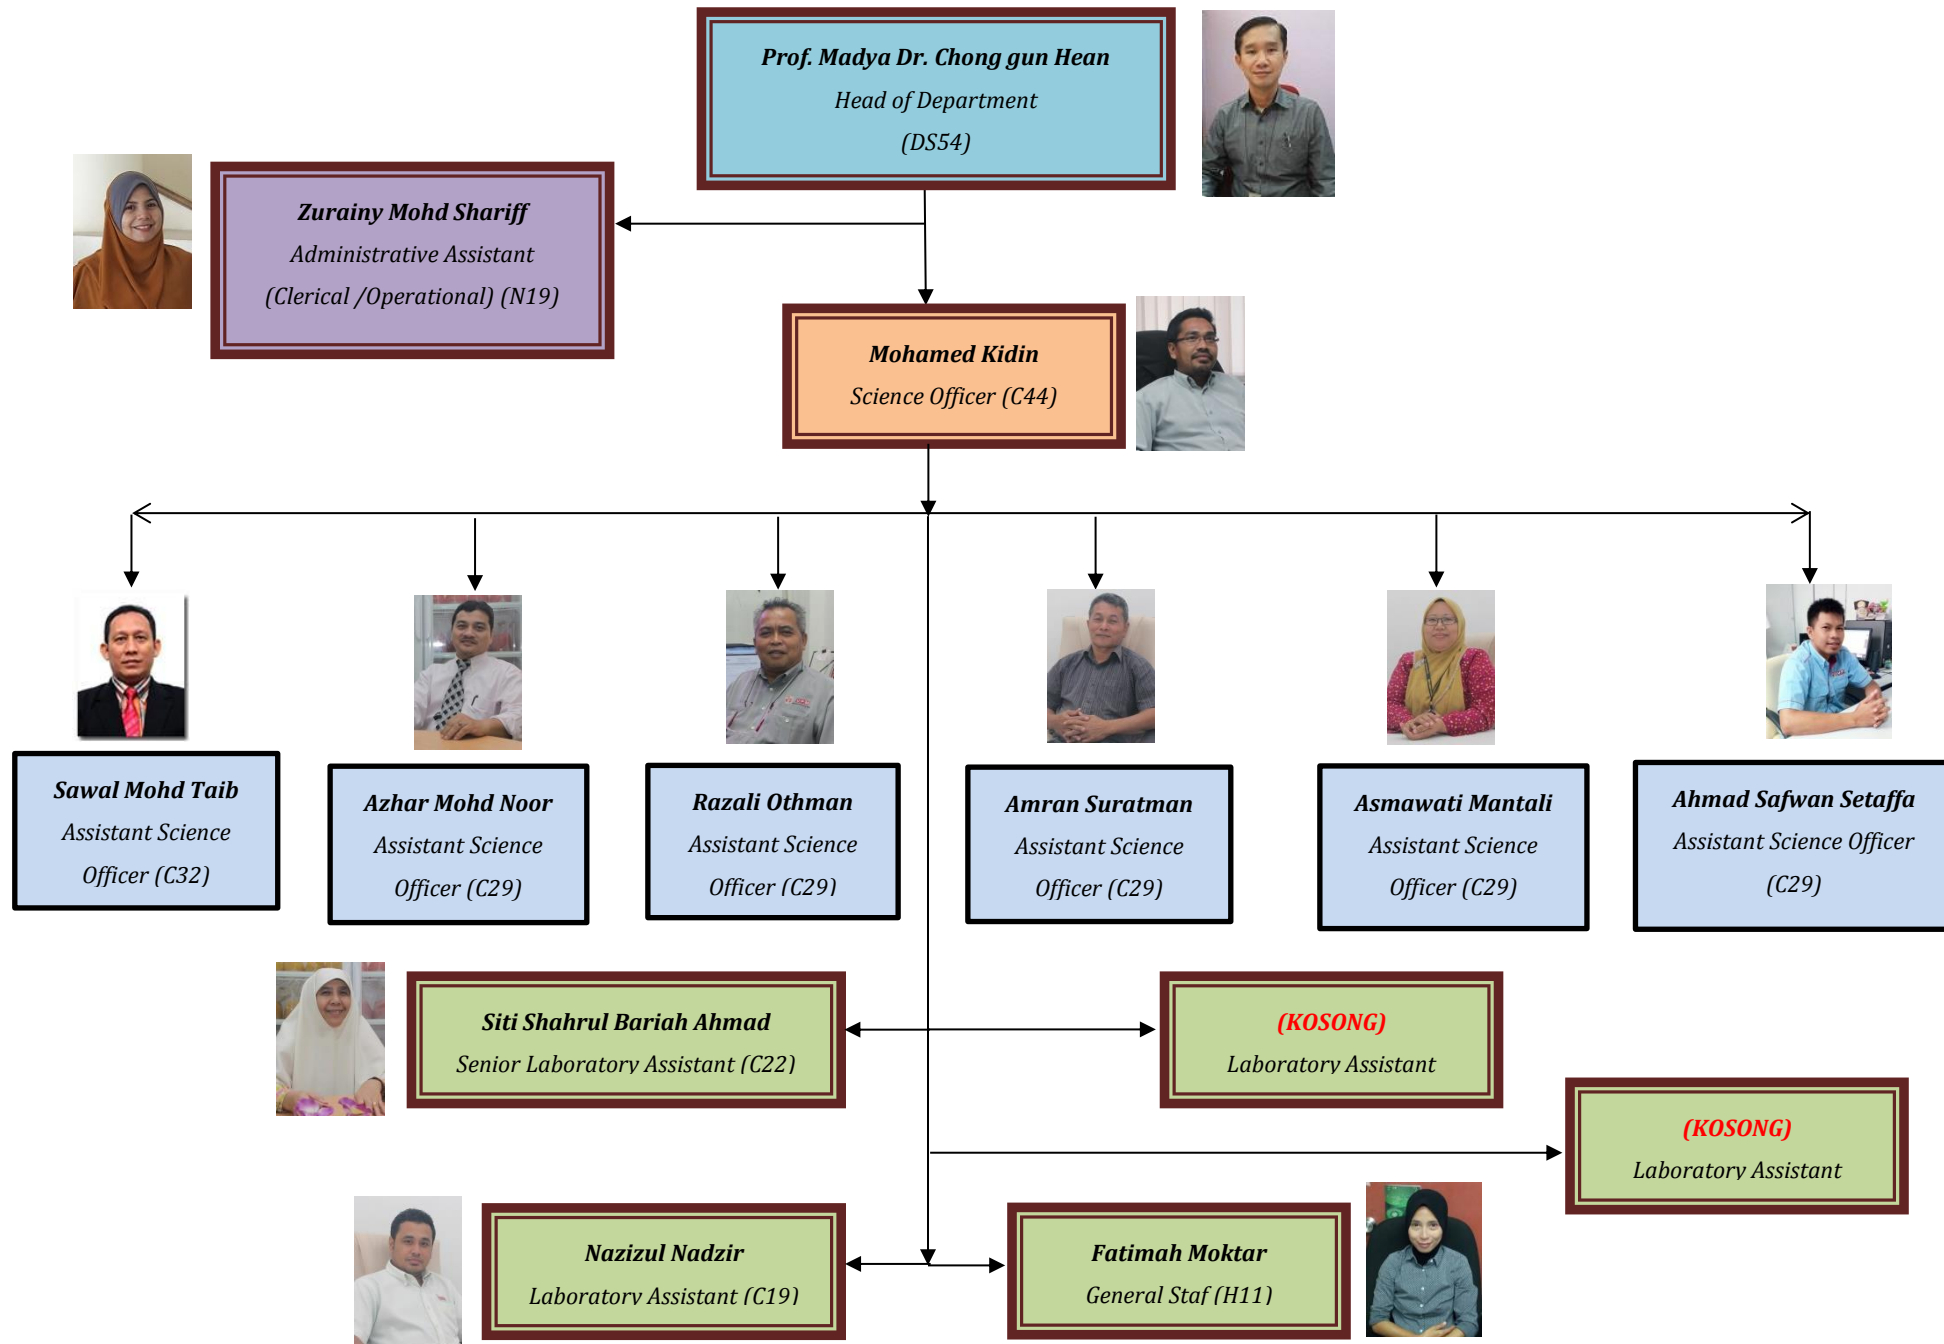 Prof. Madya Dr. Chong gun Hean
Head of Department
(DS54)
Zurainy Mohd Shariff
Administrative Assistant
(Clerical /Operational) (N19)
Mohamed Kidin
Science Officer (C44)
Sawal Mohd Taib
Assistant Science
Officer (C32)
Azhar Mohd Noor
Assistant Science
Officer (C29)
Razali Othman
Assistant Science
Officer (C29)
Amran Suratman
Assistant Science
Officer (C29)
Asmawati Mantali
Assistant Science
Officer (C29)
Ahmad Safwan Setaffa
Assistant Science Officer
(C29)
Siti Shahrul Bariah Ahmad
Senior Laboratory Assistant (C22)
(KOSONG)
Laboratory Assistant
(KOSONG)
Laboratory Assistant
Nazizul Nadzir
Laboratory Assistant (C19)
Fatimah Moktar
General Staf (H11)